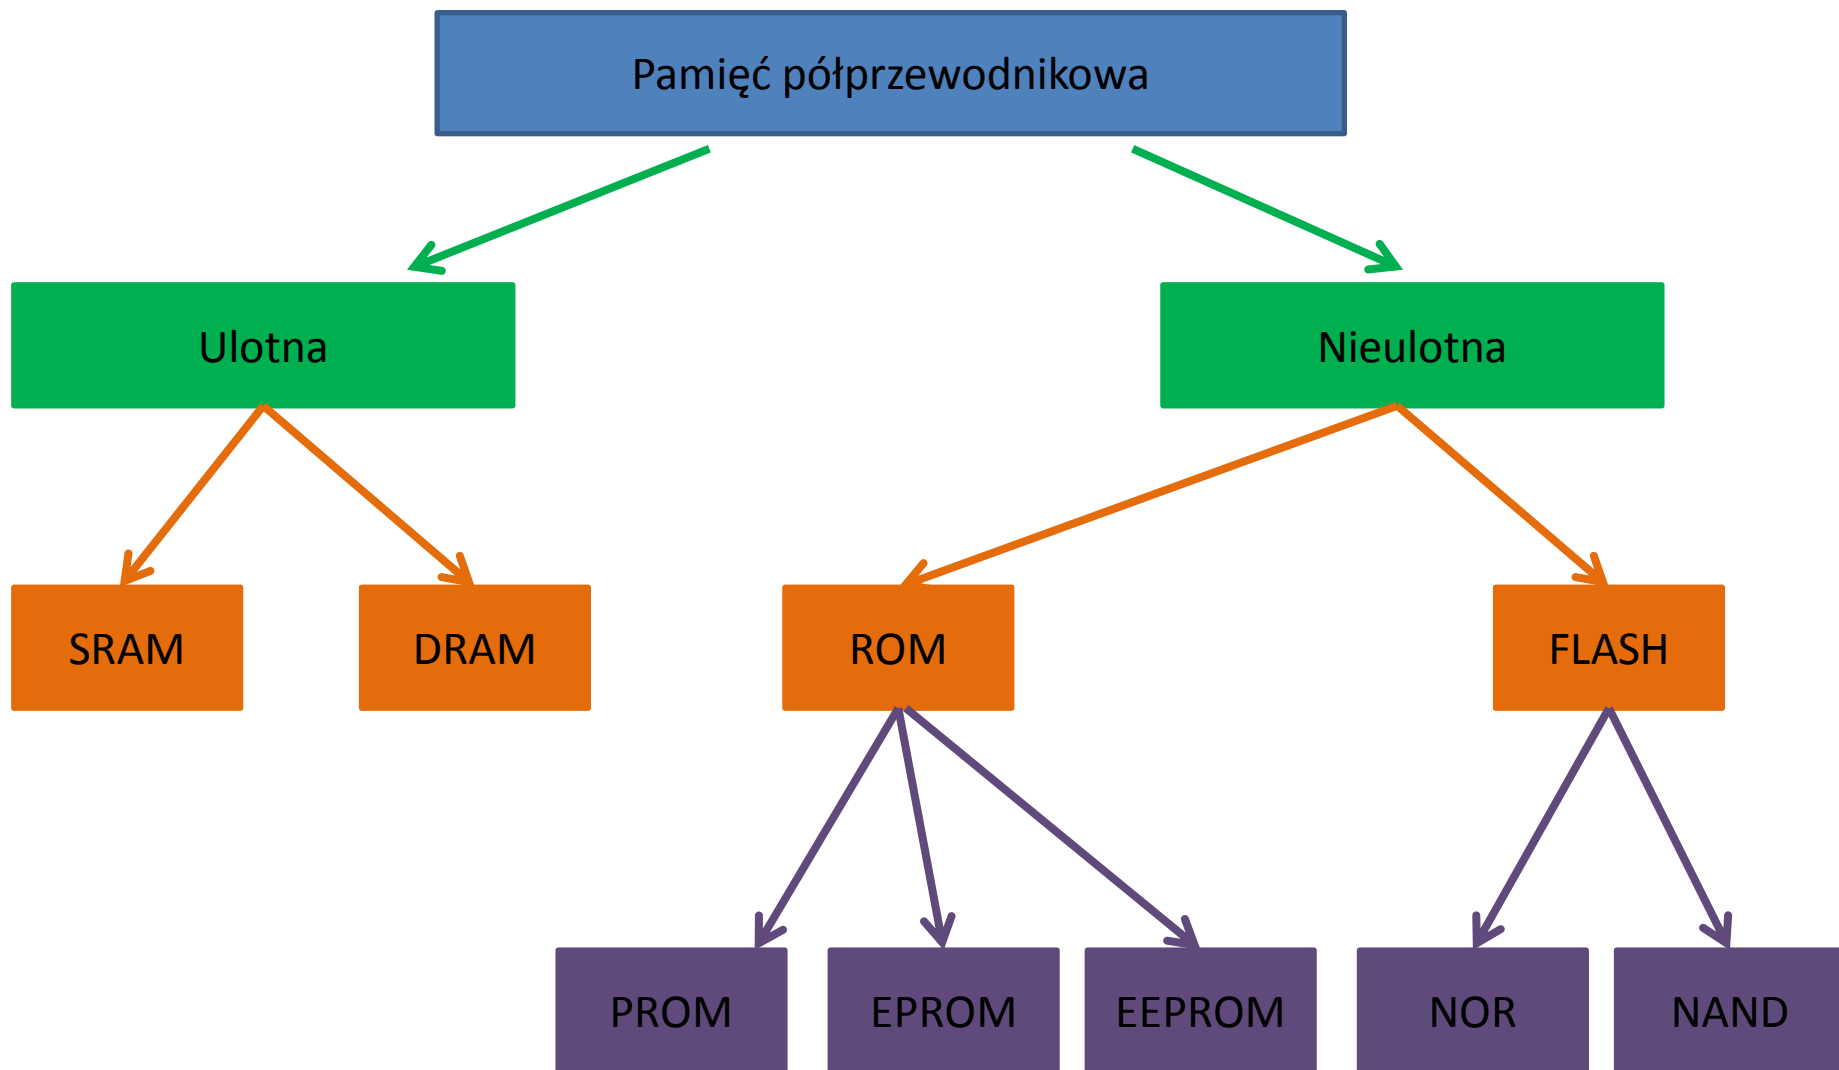 Pamięć półprzewodnikowa
Ulotna
Nieulotna
SRAM
DRAM
ROM
FLASH
PROM
EPROM
EEPROM
NOR
NAND